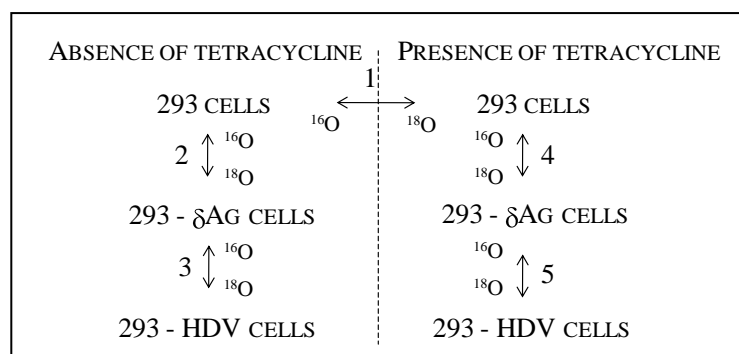 ABSENCE OF TETRACYCLINE PRESENCE OF TETRACYCLINE
1
293 CELLS 293 CELLS
¹⁶O ¹⁸O
2 ¹⁶O ¹⁶O 4
¹⁸O ¹⁸O
293 - δAG CELLS 293 - δAG CELLS
3 ¹⁶O ¹⁶O 5
¹⁸O ¹⁸O
293 - HDV CELLS 293 - HDV CELLS